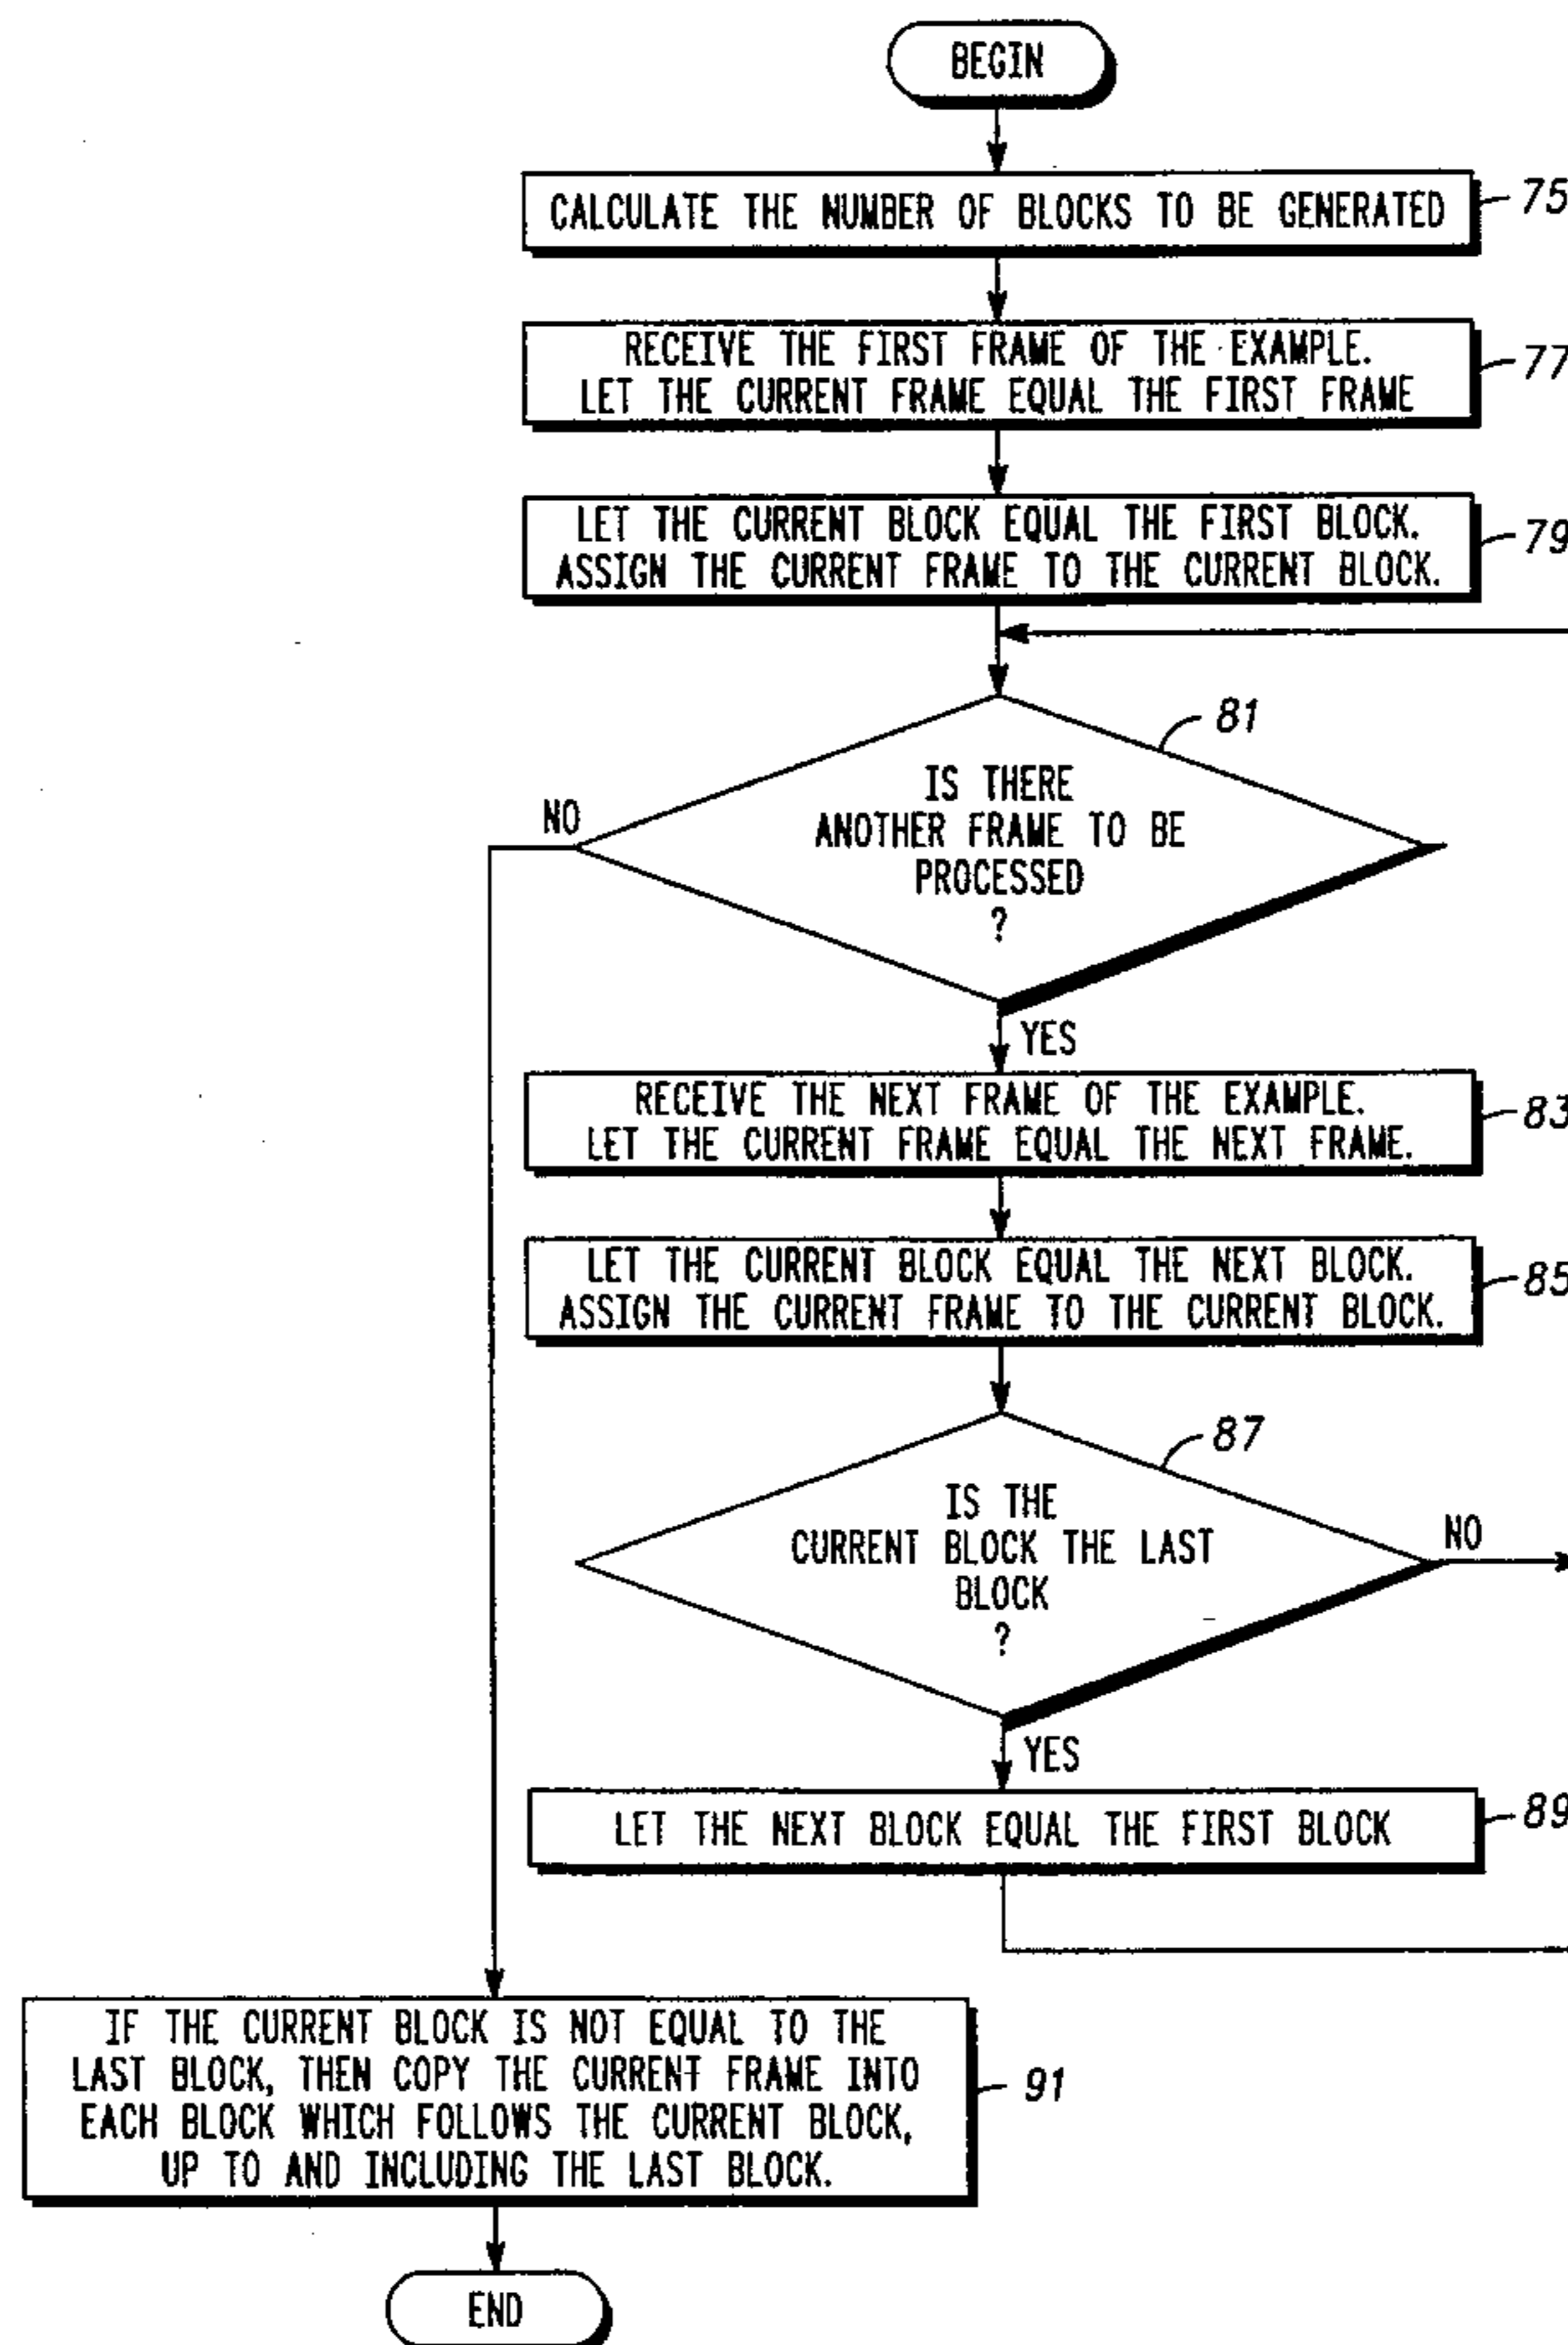 BEGIN
CALCULATE THE NUMBER OF BLOCKS TO BE GENERATED
75
RECEIVE THE FIRST FRAME OF THE EXAMPLE.
LET THE CURRENT FRAME EQUAL THE FIRST FRAME
77
LET THE CURRENT BLOCK EQUAL THE FIRST BLOCK.
ASSIGN THE CURRENT FRAME TO THE CURRENT BLOCK.
79
81
IS THERE
ANOTHER FRAME TO BE
PROCESSED
?
NO
YES
RECEIVE THE NEXT FRAME OF THE EXAMPLE.
LET THE CURRENT FRAME EQUAL THE NEXT FRAME.
83
LET THE CURRENT BLOCK EQUAL THE NEXT BLOCK.
ASSIGN THE CURRENT FRAME TO THE CURRENT BLOCK.
85
87
IS THE
CURRENT BLOCK THE LAST
BLOCK
?
NO
YES
LET THE NEXT BLOCK EQUAL THE FIRST BLOCK
89
IF THE CURRENT BLOCK IS NOT EQUAL TO THE
LAST BLOCK, THEN COPY THE CURRENT FRAME INTO
EACH BLOCK WHICH FOLLOWS THE CURRENT BLOCK,
UP TO AND INCLUDING THE LAST BLOCK.
91
END